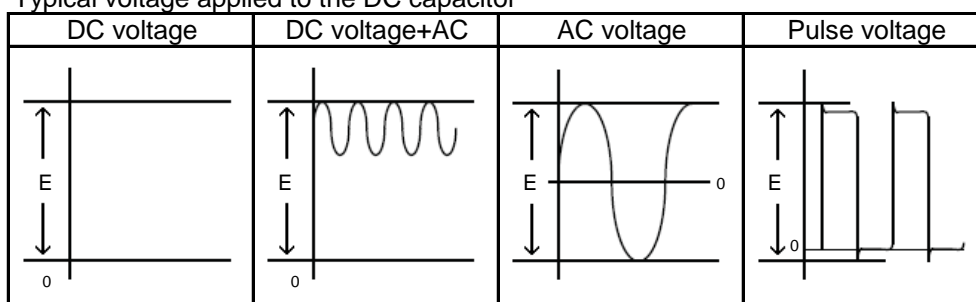 Typical voltage applied to the DC capacitor
DC voltage DC voltage+AC AC voltage Pulse voltage
E E E 0 E
0
0 0